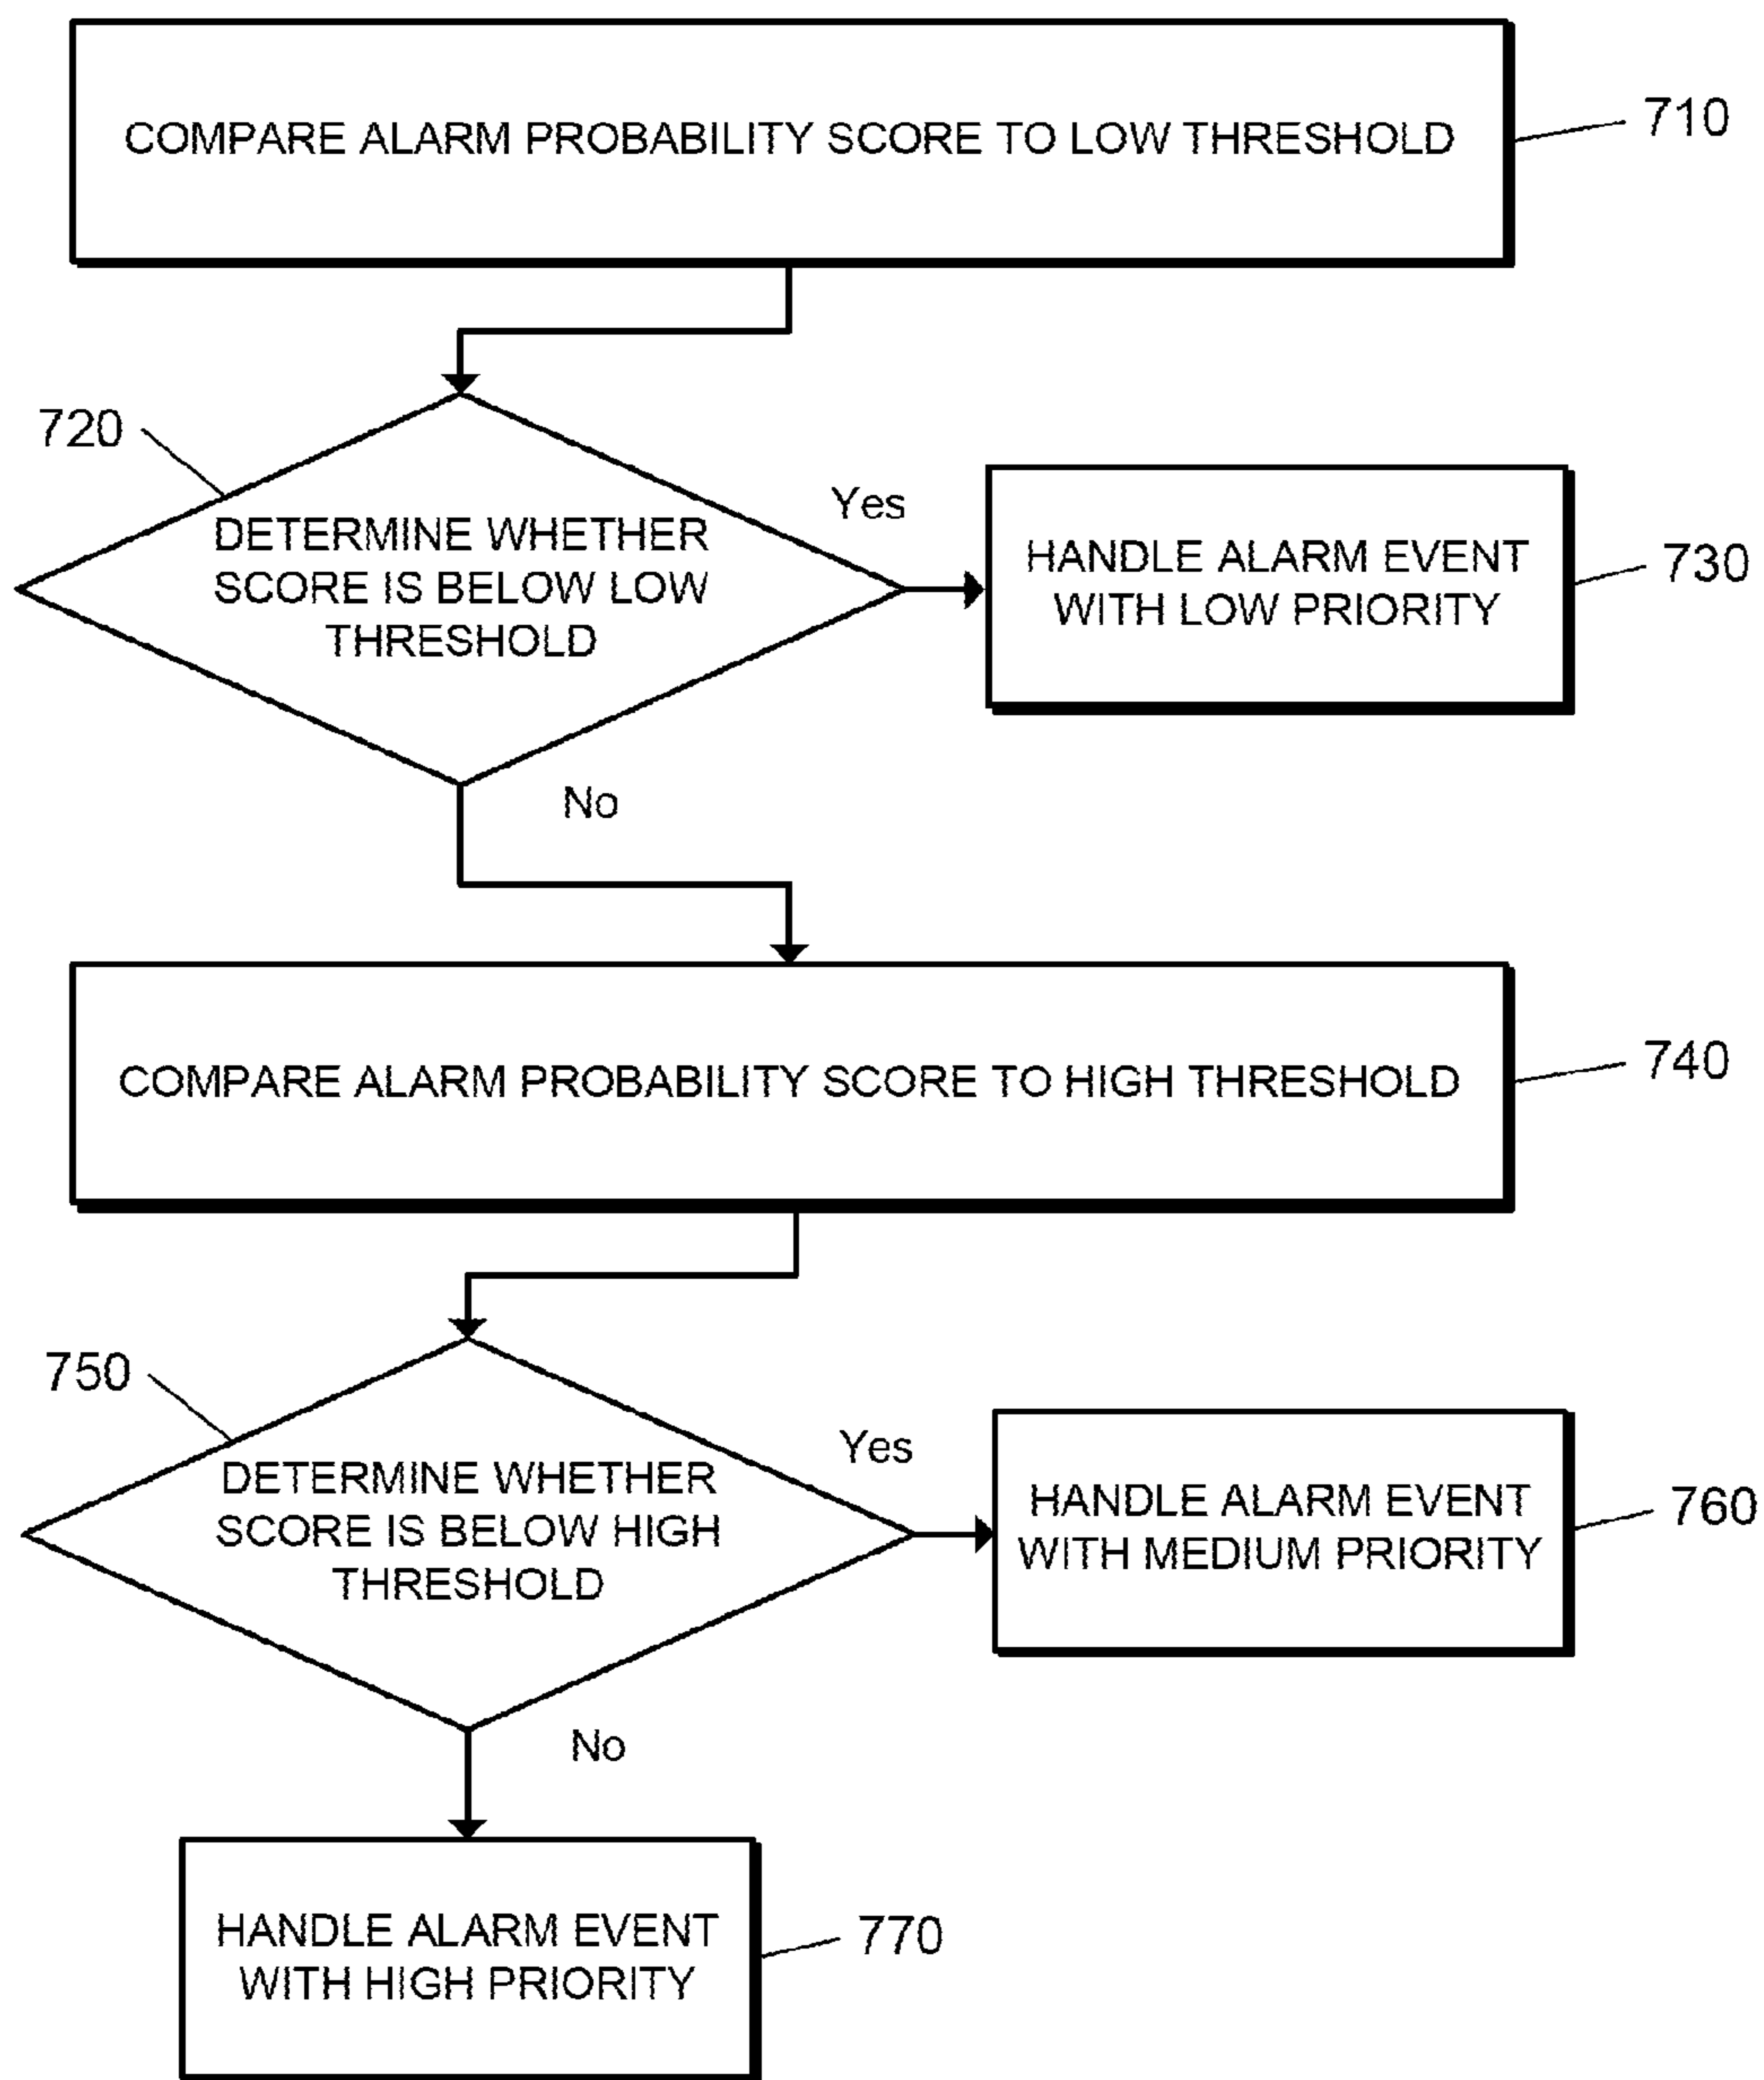 COMPARE ALARM PROBABILITY SCORE TO LOW THRESHOLD
710
720
DETERMINE WHETHER
SCORE IS BELOW LOW
THRESHOLD
Yes
HANDLE ALARM EVENT
WITH LOW PRIORITY
730
No
COMPARE ALARM PROBABILITY SCORE TO HIGH THRESHOLD
740
750
DETERMINE WHETHER
SCORE IS BELOW HIGH
THRESHOLD
Yes
HANDLE ALARM EVENT
WITH MEDIUM PRIORITY
760
No
HANDLE ALARM EVENT
WITH HIGH PRIORITY
770